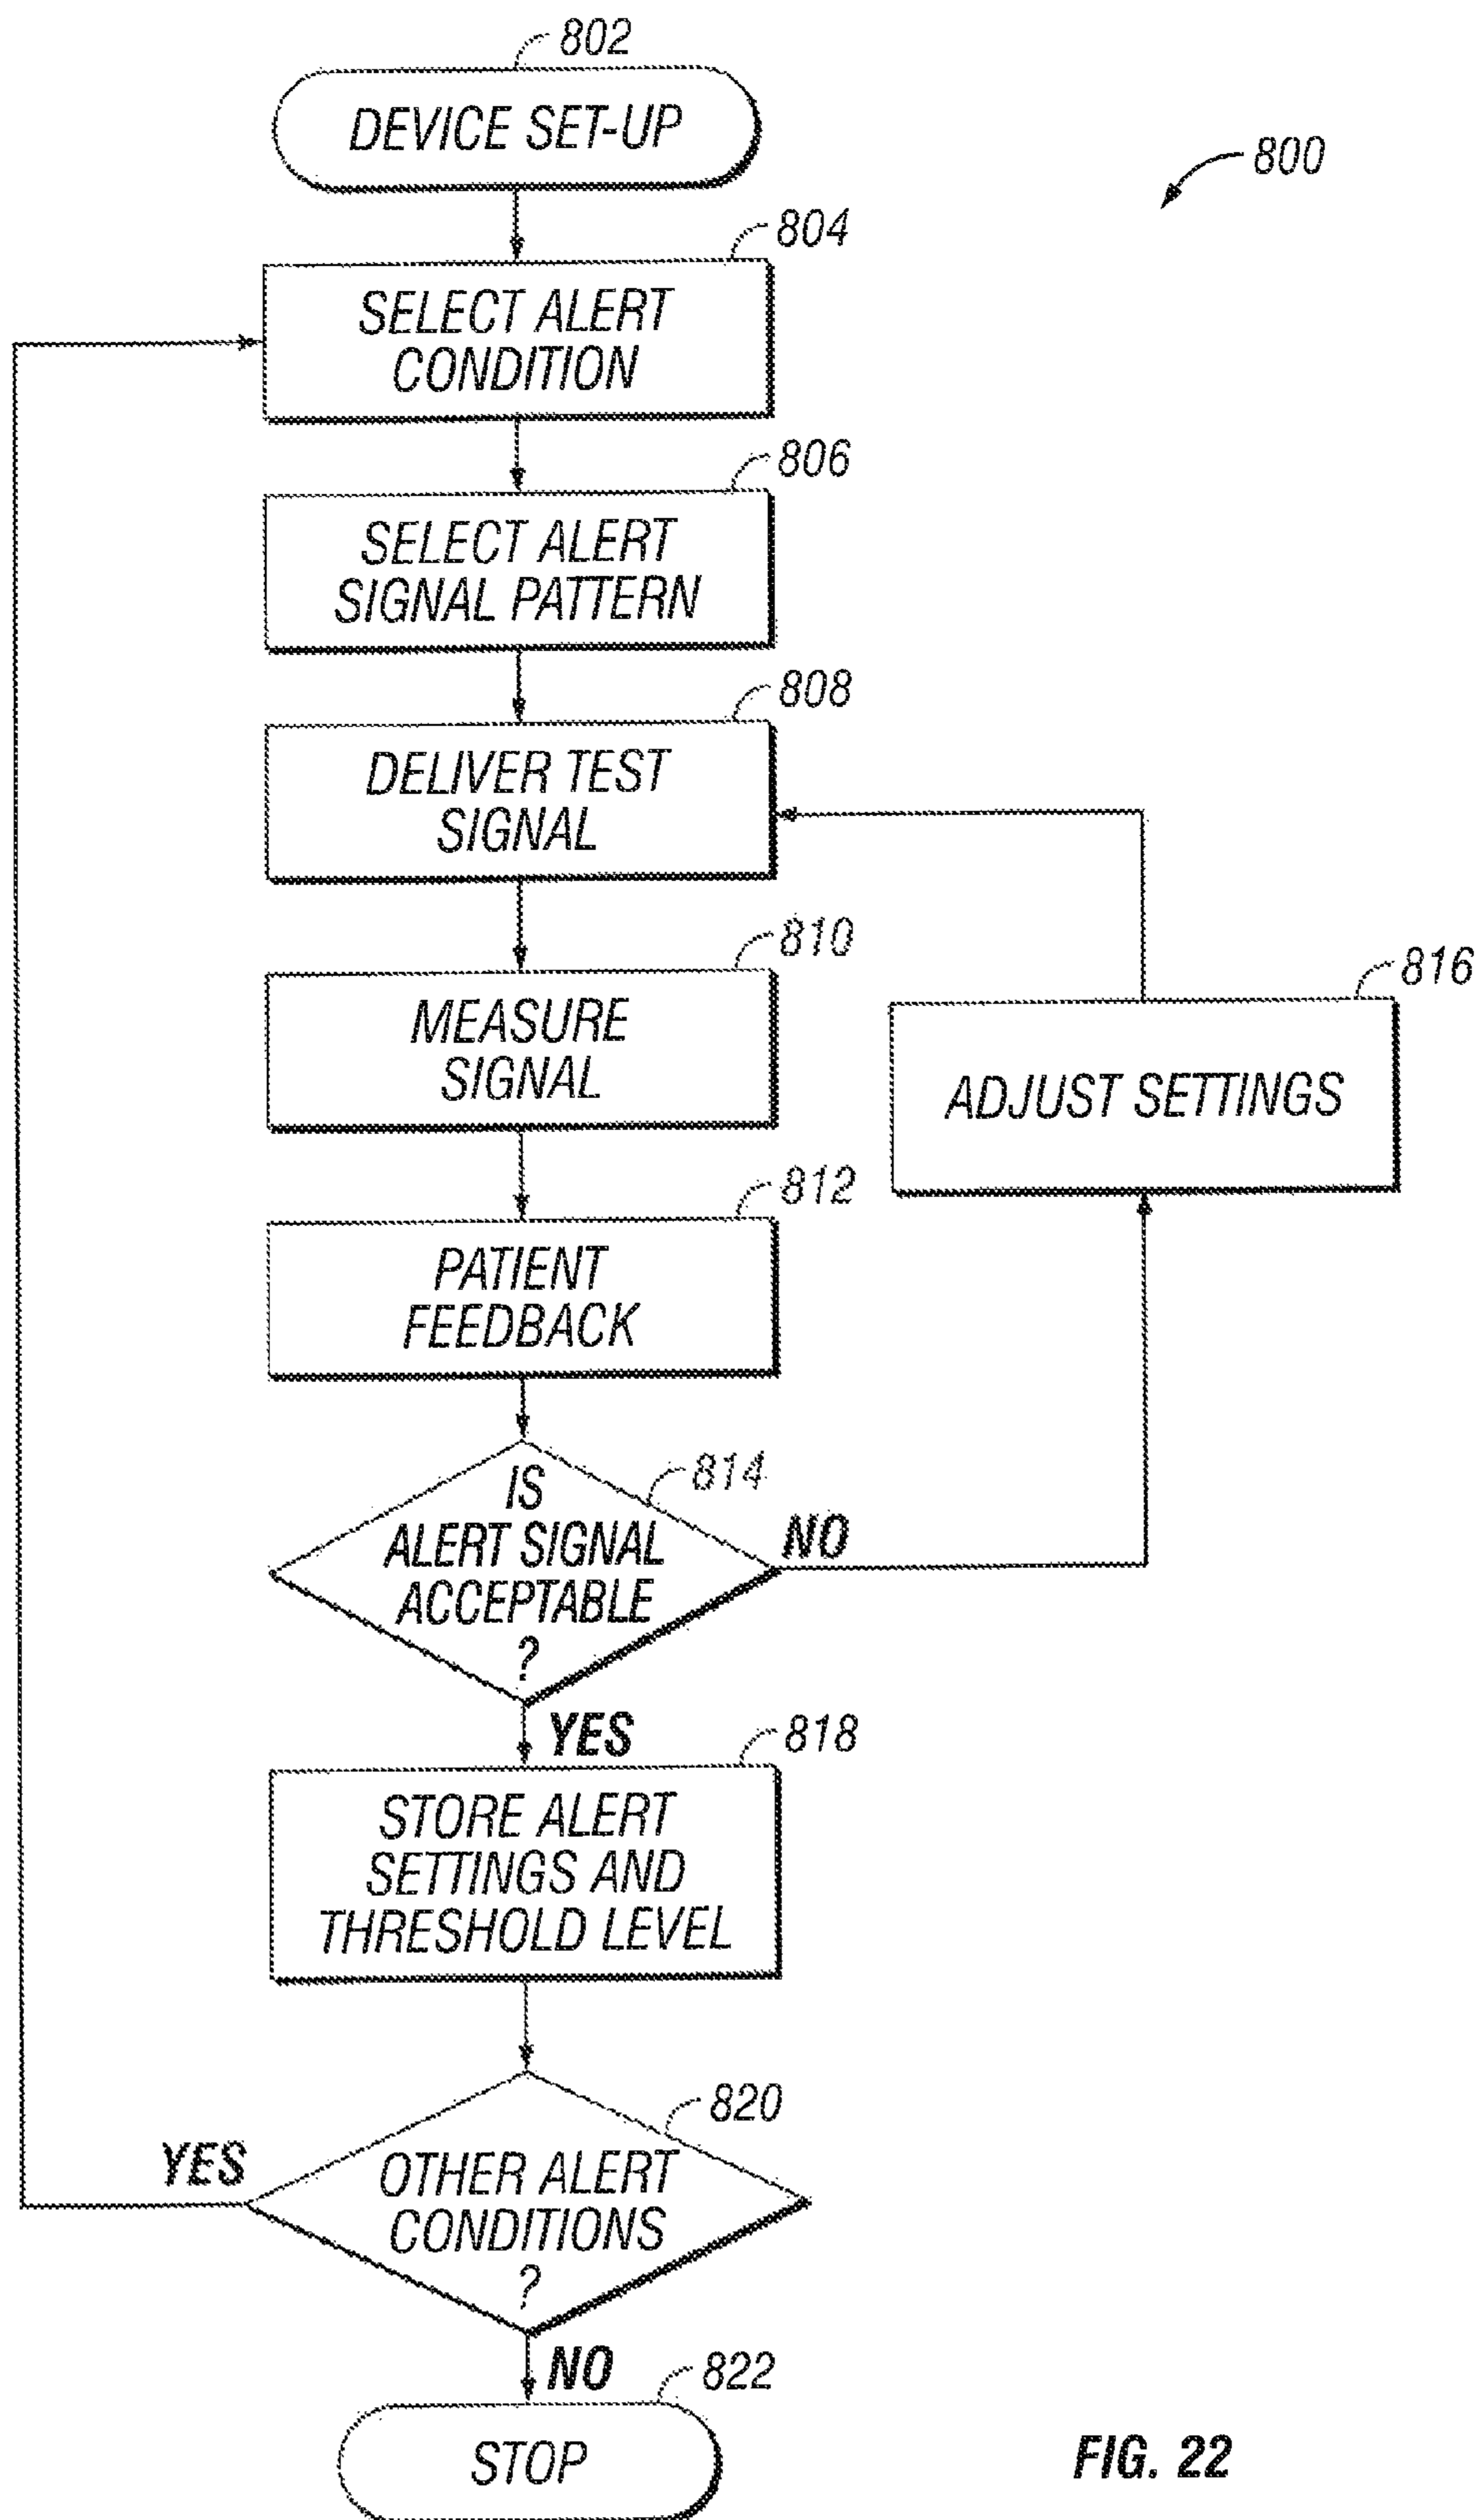 802
DEVICE SET-UP
800
804
SELECT ALERT
CONDITION
806
SELECT ALERT
SIGNAL PATTERN
808
DELIVER TEST
SIGNAL
810
MEASURE
SIGNAL
816
ADJUST SETTINGS
812
PATIENT
FEEDBACK
814
IS
ALERT SIGNAL
ACCEPTABLE
?
NO
YES
818
STORE ALERT
SETTINGS AND
THRESHOLD LEVEL
820
YES
OTHER ALERT
CONDITIONS
?
NO
822
STOP
FIG. 22